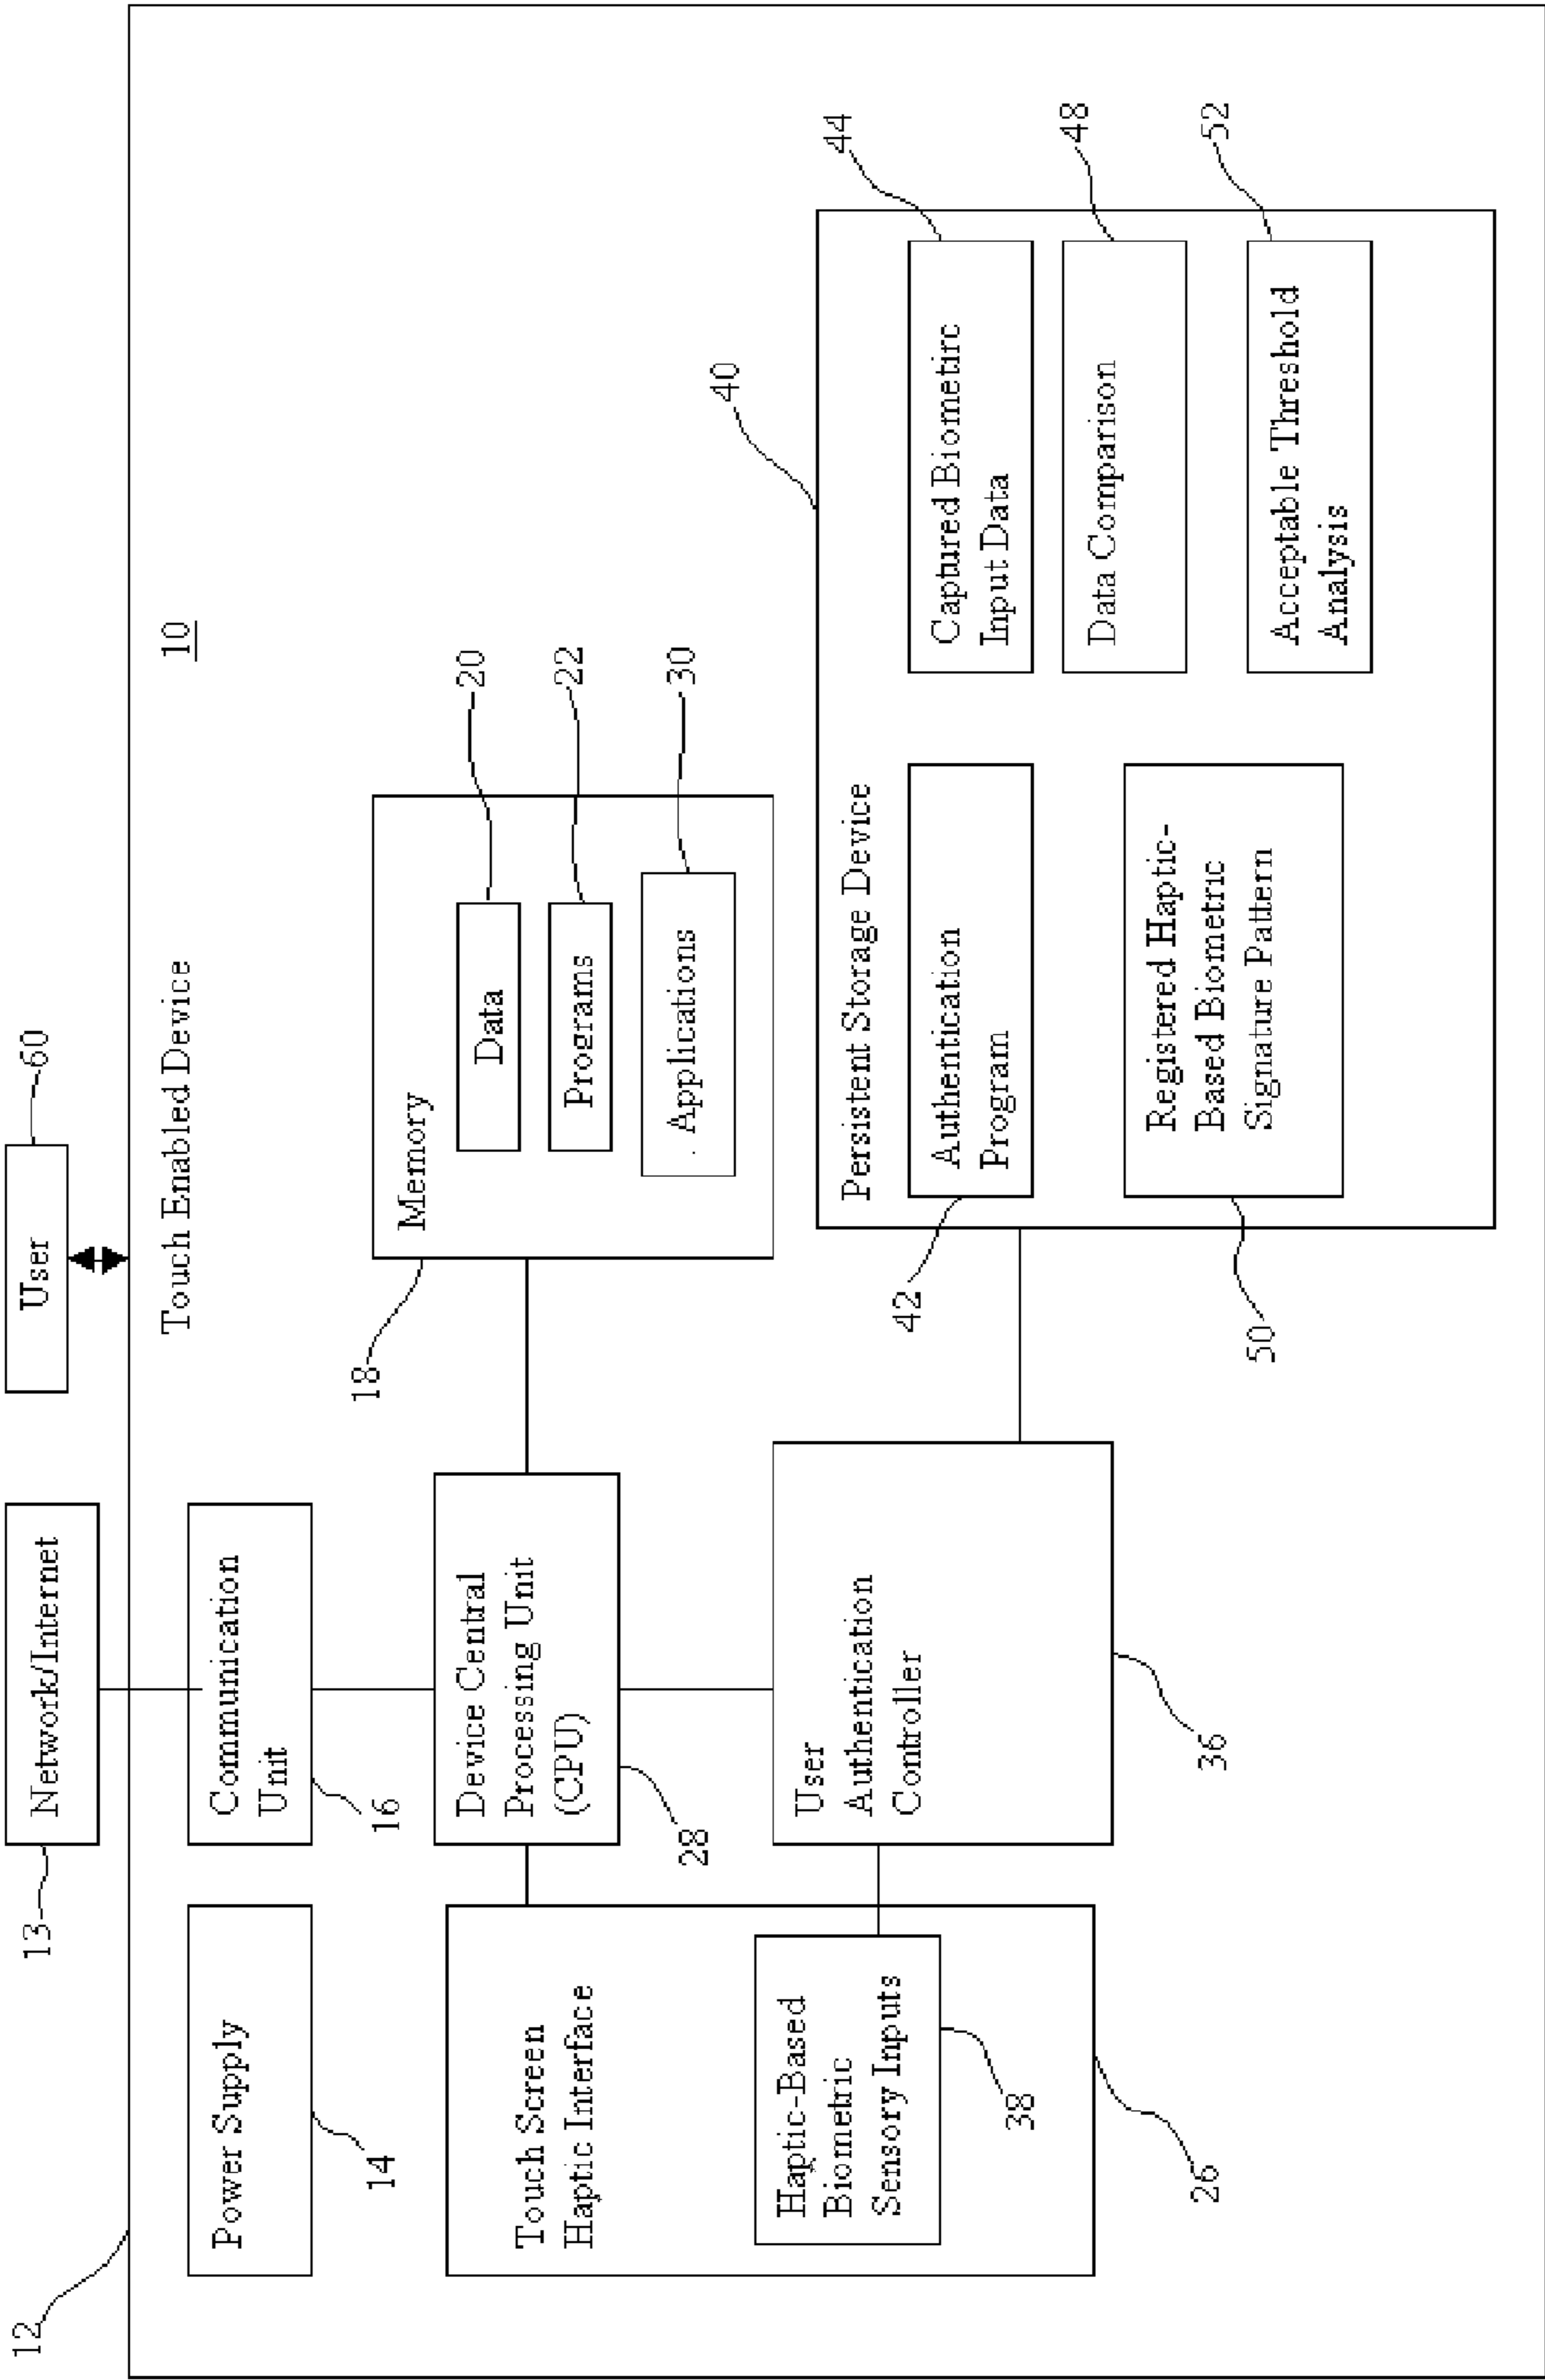 12
13
Network/Internet
User
60
Touch Enabled Device
10
Power Supply
14
Communication
Unit
16
Touch Screen
Haptic Interface
Haptic-Based
Biometric
Sensory Inputs
38
26
Device Central
Processing Unit
(CPU)
28
User
Authentication
Controller
36
Memory
18
Data
20
Programs
22
. Applications
30
40
Persistent Storage Device
Authentication
Program
42
Registered Haptic-
Based Biometric
Signature Pattern
50
Captured Biometirc
Input Data
44
Data Comparison
48
Acceptable Threshold
Analysis
52